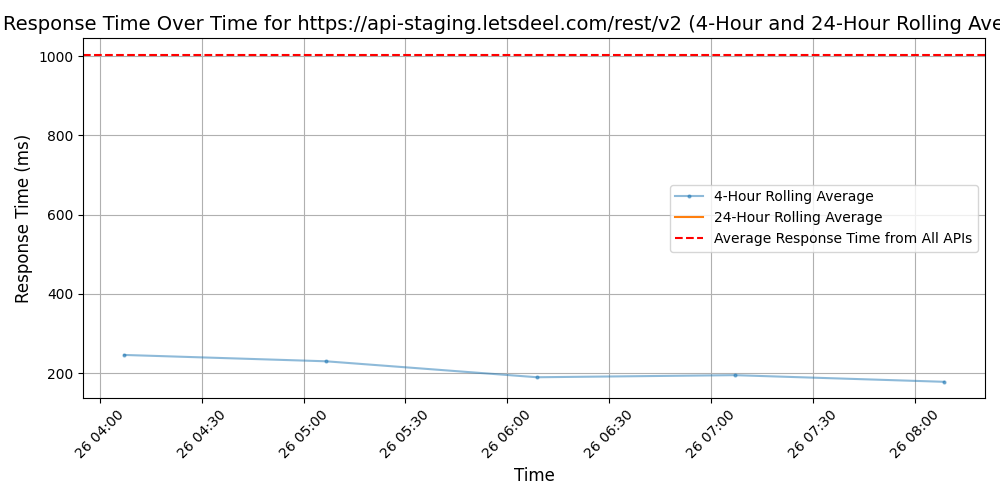 Response Time Over Time for https://api-staging.letsdeel.com/rest/v2 (4-Hour and 24-Hour Rolling Ave
Response Time (ms)
1000
800
600
400
200
4-Hour Rolling Average
24-Hour Rolling Average
Average Response Time from All APIs
26 04:00
26 04:30
26 05:00
26 05:30
26 06:00
26 06:30
26 07:00
26 07:30
26 08:00
Time